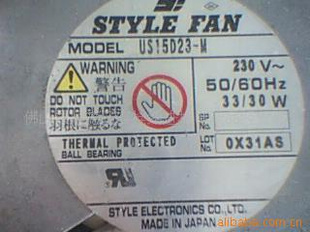 STYLE FAN
MODEL US15D23-M
WARNING
警告
DO NOT TOUCH
ROTOR BLADES
羽根に触るな
THERMAL PROTECTED
BALL BEARING
230 V~
50/60Hz
33/30 W
SP No.
LOT No. 0X31AS
STYLE ELECTRONICS CO., LTD.
MADE IN JAPAN